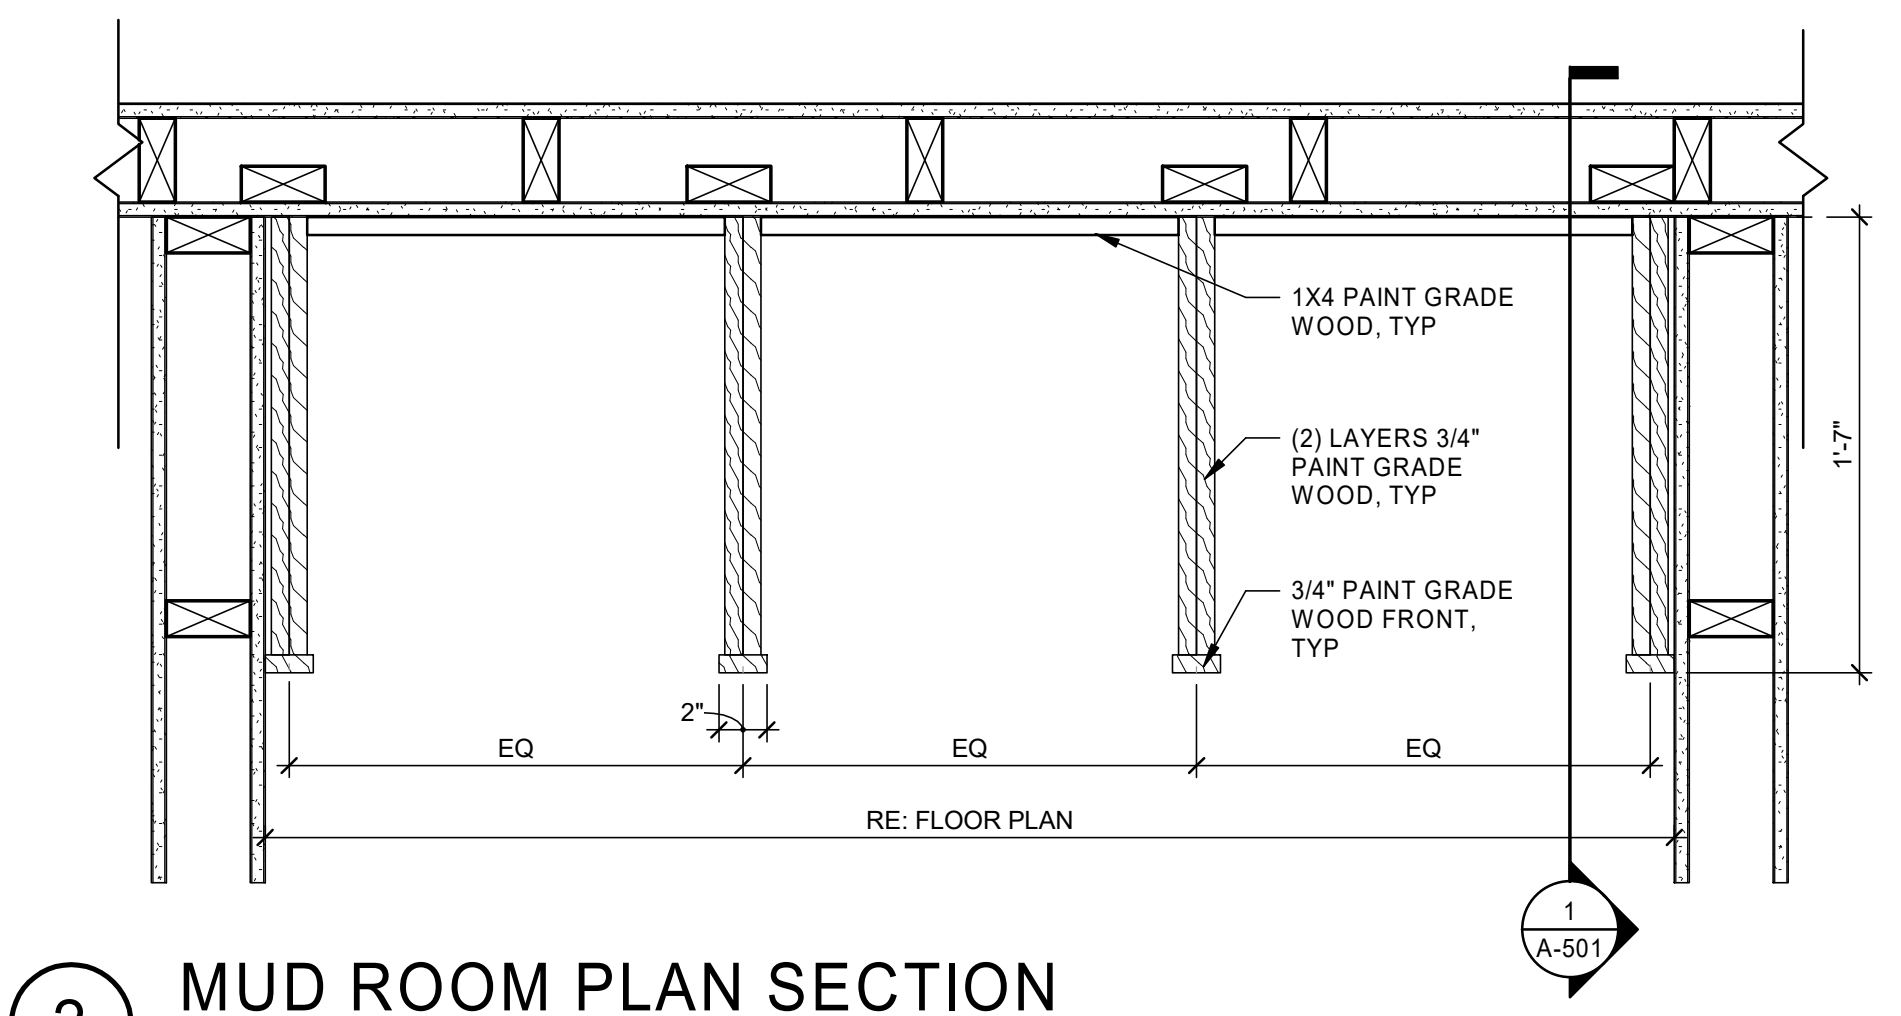 1X4 PAINT GRADE
WOOD, TYP
(2) LAYERS 3/4"
PAINT GRADE
WOOD, TYP
1'-7"
3/4" PAINT GRADE
WOOD FRONT,
TYP
2"
EQ
EQ
EQ
RE: FLOOR PLAN
1
A-501
MUD ROOM PLAN SECTION